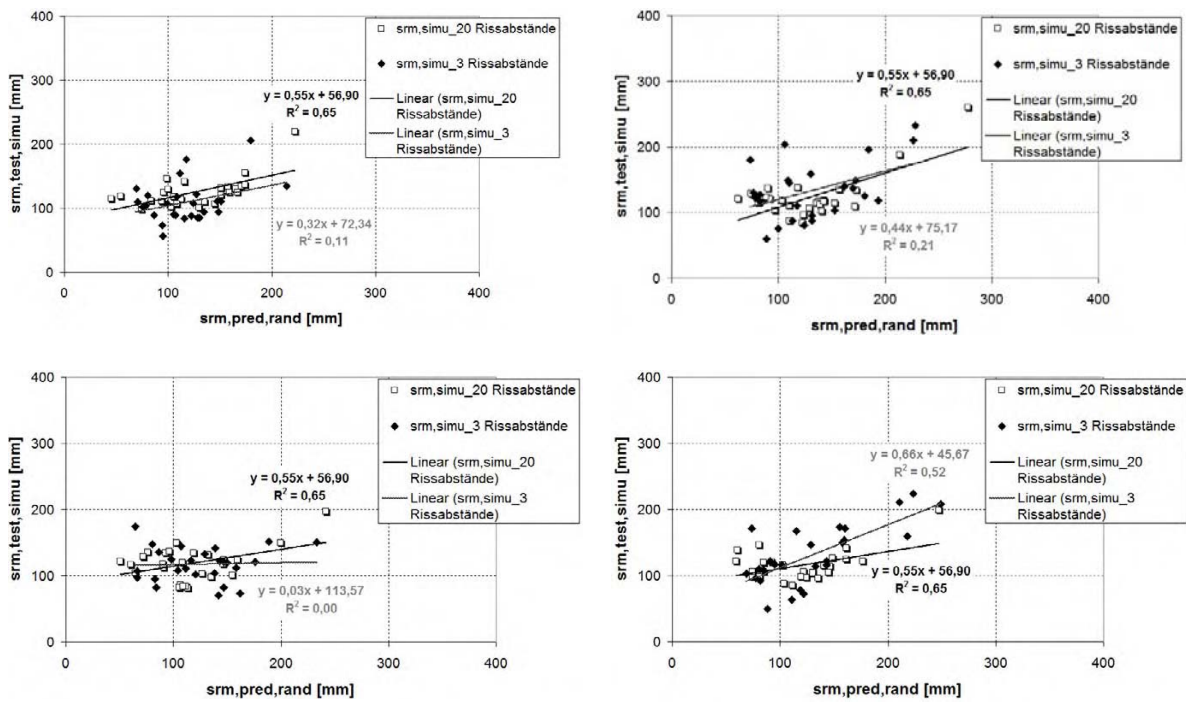 400
300
200
100
0
0
100
200
300
400
srm,test,simu [mm]
srm,pred,rand [mm]
srm,simu_20 Rissabstände
srm,simu_3 Rissabstände
Linear (srm,simu_20
Rissabstände)
Linear (srm,simu_3
Rissabstände)
y = 0,55x + 56,90
R² = 0,65
y = 0,32x + 72,34
R² = 0,11
400
300
200
100
0
0
100
200
300
400
srm,test,simu [mm]
srm,pred,rand [mm]
srm,simu_20 Rissabstände
srm,simu_3 Rissabstände
Linear (srm,simu_20
Rissabstände)
Linear (srm,simu_3
Rissabstände)
y = 0,55x + 56,90
R² = 0,65
y = 0,44x + 75,17
R² = 0,21
400
300
200
100
0
0
100
200
300
400
srm,test,simu [mm]
srm,pred,rand [mm]
srm,simu_20 Rissabstände
srm,simu_3 Rissabstände
Linear (srm,simu_20
Rissabstände)
Linear (srm,simu_3
Rissabstände)
y = 0,55x + 56,90
R² = 0,65
y = 0,03x + 113,57
R² = 0,00
400
300
200
100
0
0
100
200
300
400
srm,test,simu [mm]
srm,pred,rand [mm]
srm,simu_20 Rissabstände
srm,simu_3 Rissabstände
Linear (srm,simu_20
Rissabstände)
Linear (srm,simu_3
Rissabstände)
y = 0,66x + 45,67
R² = 0,52
y = 0,55x + 56,90
R² = 0,65